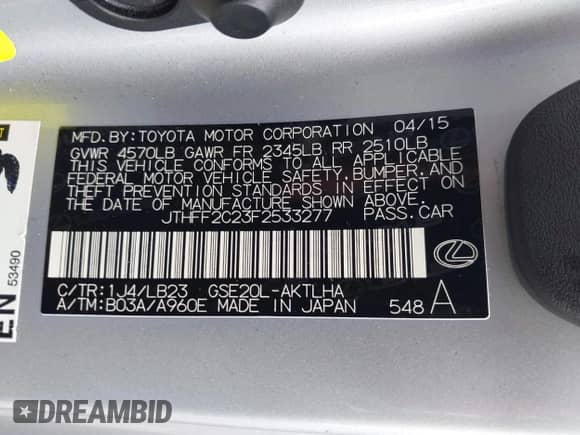 MFD. BY: TOYOTA MOTOR CORPORATION 04/15
GVWR 4570LB GAWR FR 2345LB RR 2510LB
THIS VEHICLE CONFORMS TO ALL APPLICABLE
FEDERAL MOTOR VEHICLE SAFETY, BUMPER, AND
THEFT PREVENTION STANDARDS IN EFFECT ON
THE DATE OF MANUFACTURE SHOWN ABOVE.
JTHFF2C23F2533277 PASS. CAR
C/TR: 1J4/LB23 GSE20L-AKTLHA
A/TM: B03A/A960E MADE IN JAPAN 548 A
EN 53490
DREAMBID